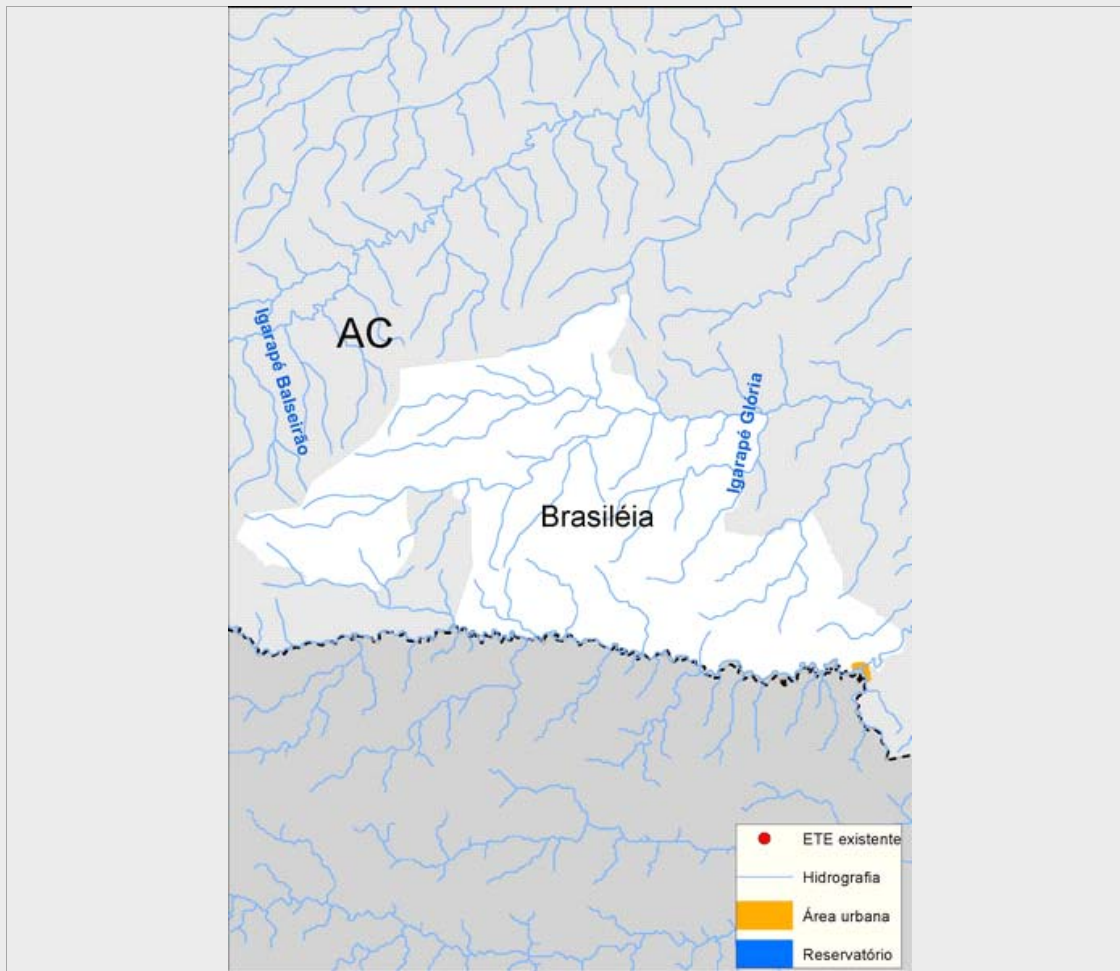 Igarapé Balseirão
AC
Igarapé Glória
Brasiléia
ETE existente
Hidrografia
Área urbana
Reservatório